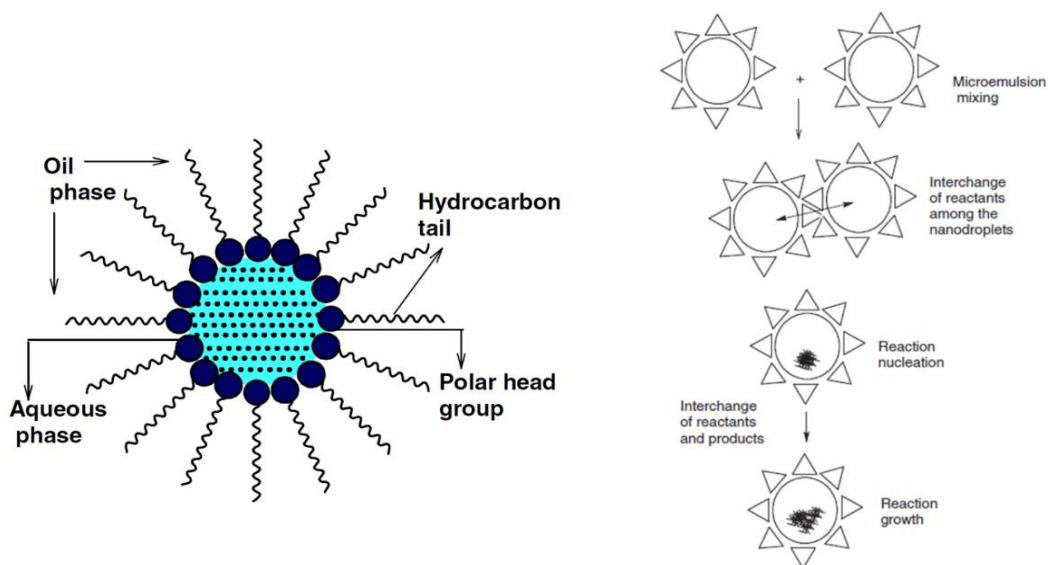 Oil
phase
Hydrocarbon
tail
Aqueous
phase
Polar head
group
Microemulsion
mixing
+
Interchange
of reactants
among the
nanodroplets
Reaction
nucleation
Interchange
of reactants
and products
Reaction
growth